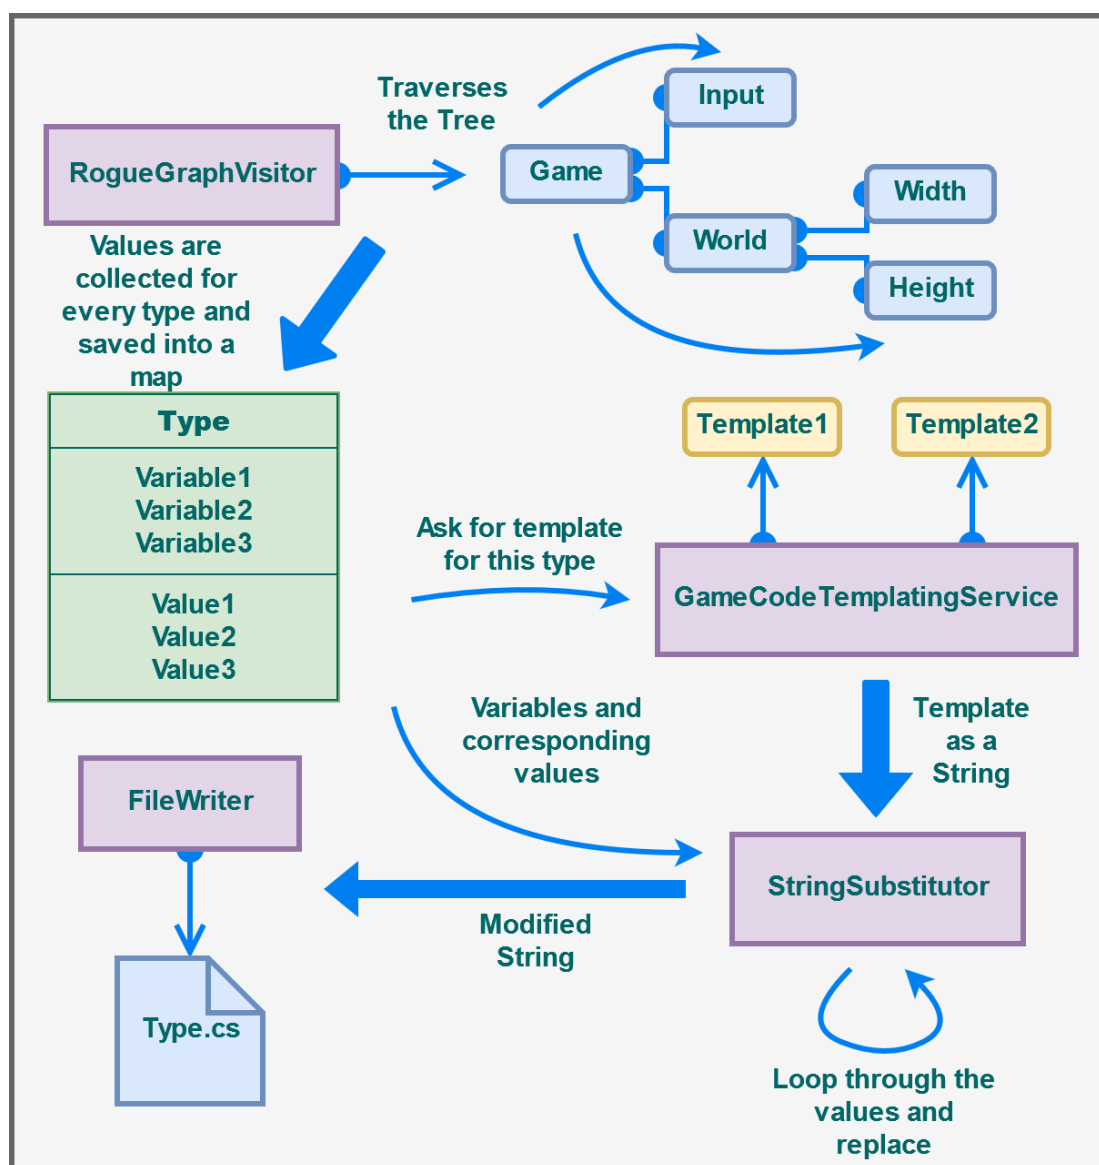 Traverses
the Tree
Input
RogueGraphVisitor
Game
Width
World
Height
Values are
collected for
every type and
saved into a
map
Type
Variable1
Variable2
Variable3
Value1
Value2
Value3
Template1
Template2
Ask for template
for this type
GameCodeTemplatingService
Variables and
corresponding
values
Template
as a
String
FileWriter
StringSubstitutor
Modified
String
Type.cs
Loop through the
values and
replace